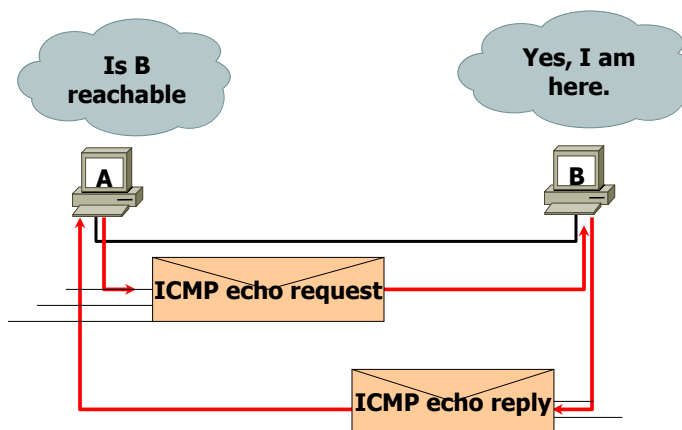 Is B
reachable
Yes, I am
here.
A
B
ICMP echo request
ICMP echo reply